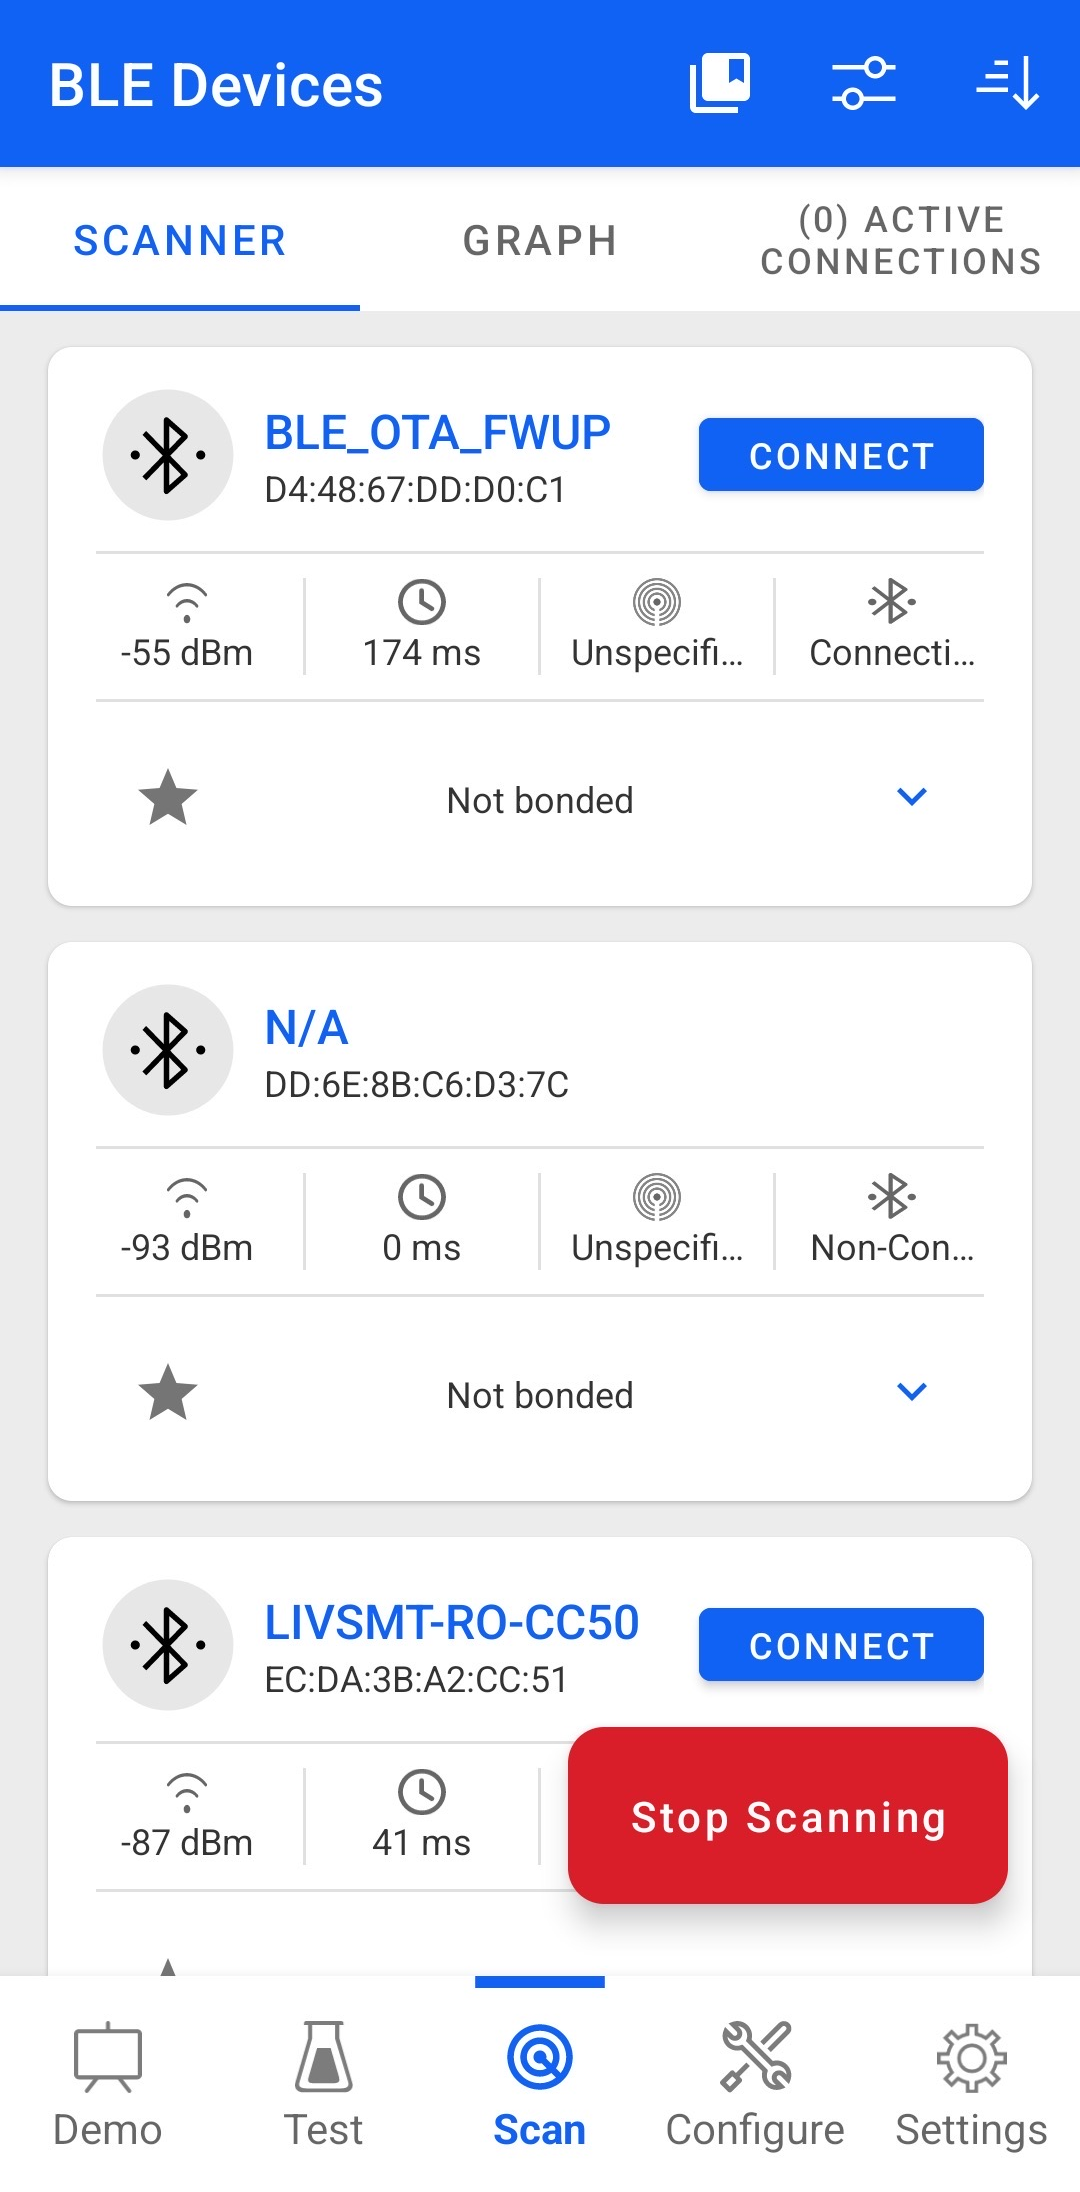 BLE Devices
SCANNER
GRAPH
(0) ACTIVE
CONNECTIONS
BLE_OTA_FWUP
D4:48:67:DD:D0:C1
CONNECT
-55 dBm
174 ms
Unspecifi...
Connecti...
Not bonded
N/A
DD:6E:8B:C6:D3:7C
-93 dBm
0 ms
Unspecifi...
Non-Con...
Not bonded
LIVSMT-RO-CC50
EC:DA:3B:A2:CC:51
CONNECT
-87 dBm
41 ms
Stop Scanning
Demo
Test
Scan
Configure
Settings